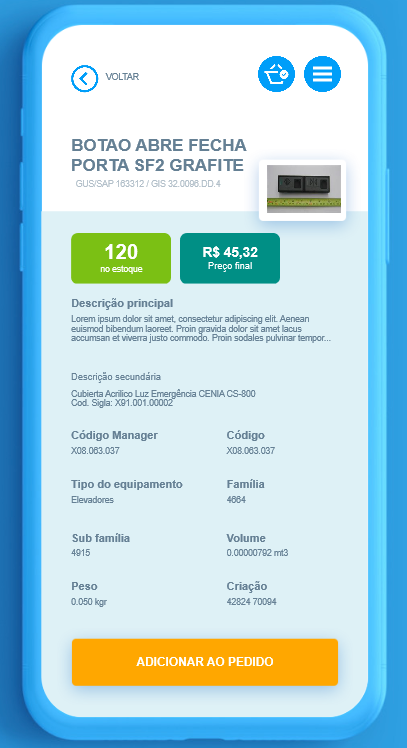 VOLTAR
BOTAO ABRE FECHA
PORTA SF2 GRAFITE
GUS/SAP 163312 / GIS 32.0096.DD.4
120
no estoque
R$ 45,32
Preço final
Descrição principal
Lorem ipsum dolor sit amet, consectetur adipiscing elit. Aenean
euismod bibendum laoreet. Proin gravida dolor sit amet lacus
accumsan et viverra justo commodo. Proin sodales pulvinar tempor...
Descrição secundária
Cubierta Acrílico Luz Emergência CENIA CS-800
Cod. Sigla: X91.001.00002
Código Manager
X08.063.037
Código
X08.063.037
Tipo do equipamento
Elevadores
Família
4664
Sub família
4915
Volume
0.00000792 mt3
Peso
0.050 kgr
Criação
42824 70094
ADICIONAR AO PEDIDO